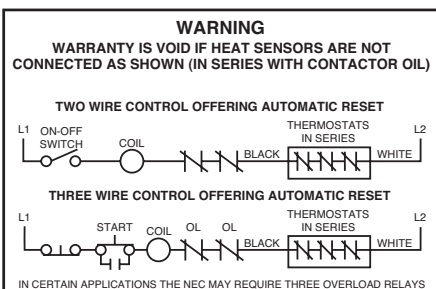 WARNING
WARRANTY IS VOID IF HEAT SENSORS ARE NOT
CONNECTED AS SHOWN (IN SERIES WITH CONTACTOR OIL)
TWO WIRE CONTROL OFFERING AUTOMATIC RESET
L1 ON-OFF SWITCH COIL THERMOSTATS IN SERIES L2
BLACK WHITE
THREE WIRE CONTROL OFFERING AUTOMATIC RESET
L1 START COIL OL OL THERMOSTATS IN SERIES L2
BLACK WHITE
IN CERTAIN APPLICATIONS THE NEC MAY REQUIRE THREE OVERLOAD RELAYS